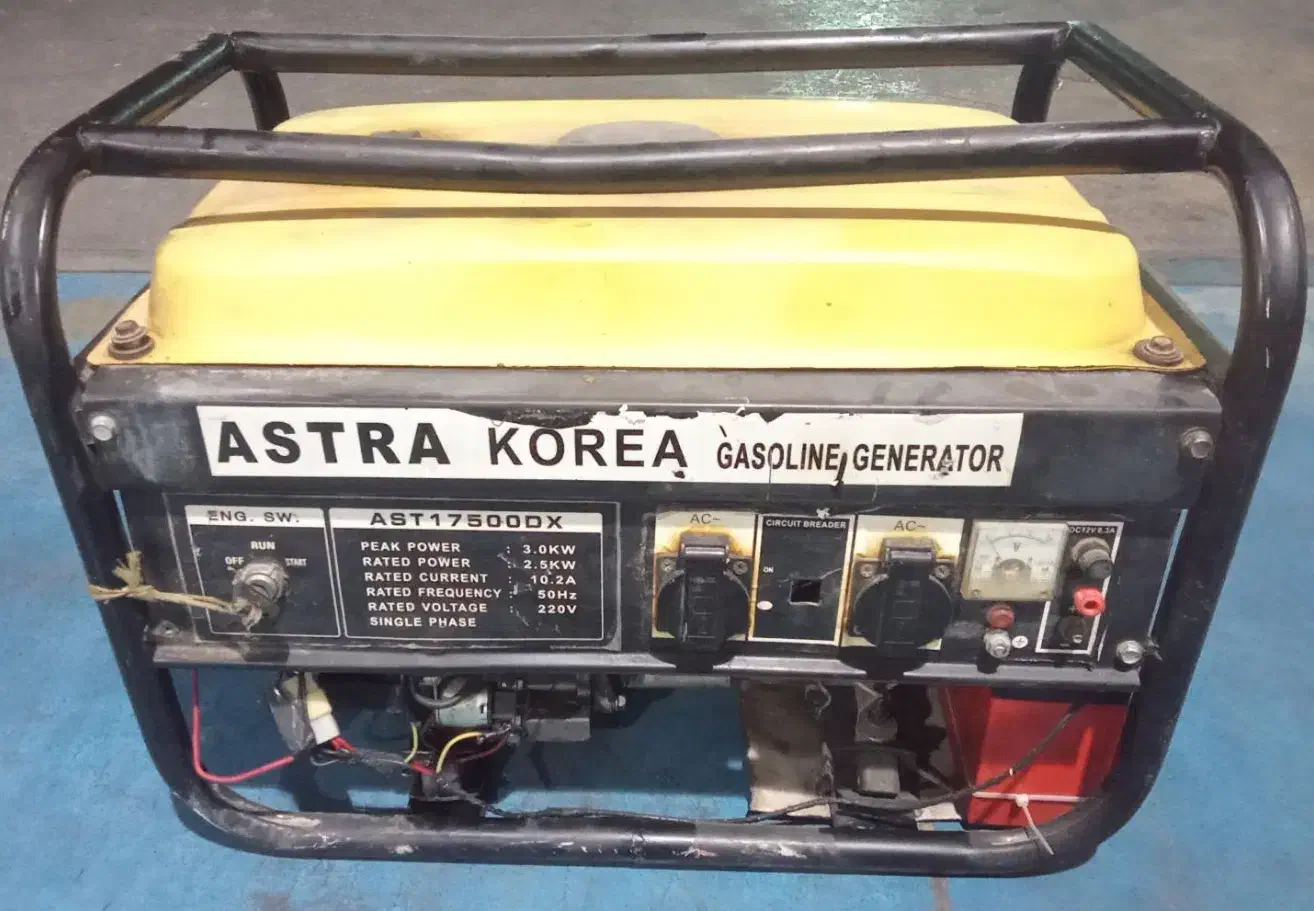 ASTRA KOREA GASOLINE GENERATOR
ENG. SW.
RUN
OFF
START
AST17500DX
PEAK POWER : 3.0KW
RATED POWER : 2.5KW
RATED CURRENT : 10.2A
RATED FREQUENCY : 50Hz
RATED VOLTAGE : 220V
SINGLE PHASE
AC~
CIRCUIT BREADER
ON
AC~
V
DC12V 8.3A
+
−